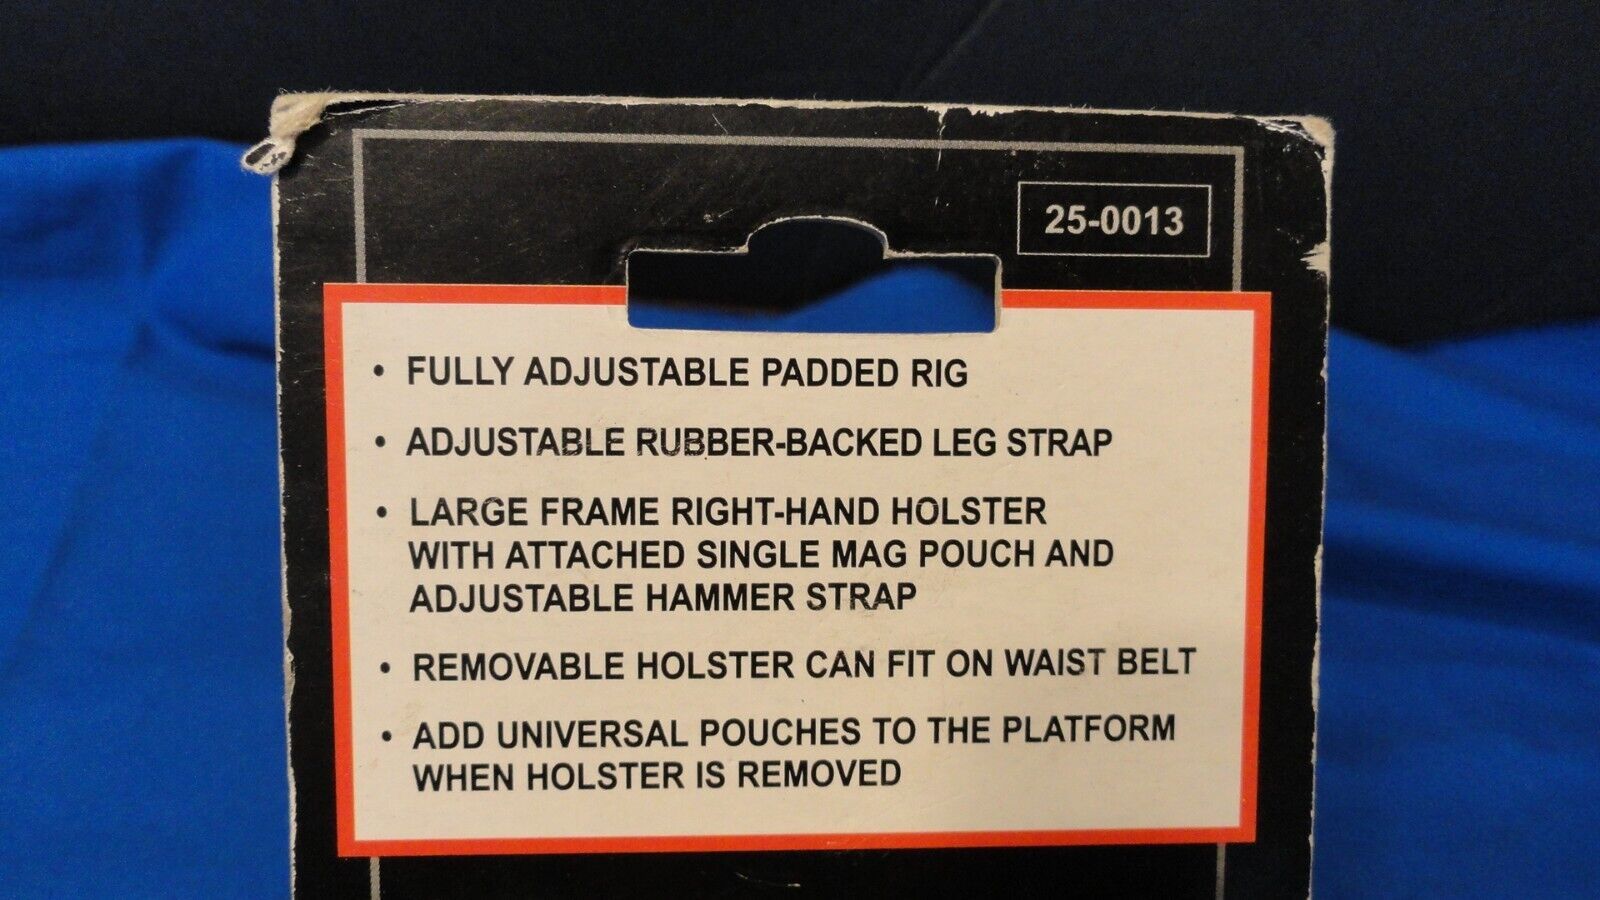 25-0013
• FULLY ADJUSTABLE PADDED RIG
• ADJUSTABLE RUBBER-BACKED LEG STRAP
• LARGE FRAME RIGHT-HAND HOLSTER
WITH ATTACHED SINGLE MAG POUCH AND
ADJUSTABLE HAMMER STRAP
• REMOVABLE HOLSTER CAN FIT ON WAIST BELT
• ADD UNIVERSAL POUCHES TO THE PLATFORM
WHEN HOLSTER IS REMOVED